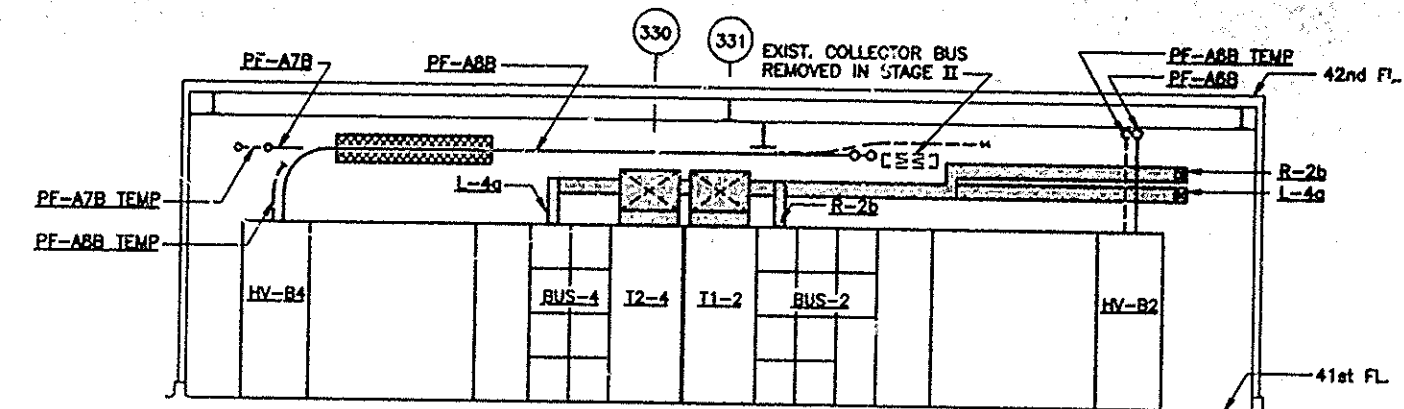 330
331
EXIST. COLLECTOR BUS
REMOVED IN STAGE II
PF-A7B
PF-A8B
PF-A6B TEMP
PF-A6B
42nd FL.
PF-A7B TEMP
L-4a
R-2b
R-2b
L-4a
PF-A8B TEMP
HV-B4
BUS-4
T2-4
T1-2
BUS-2
HV-B2
41st FL.